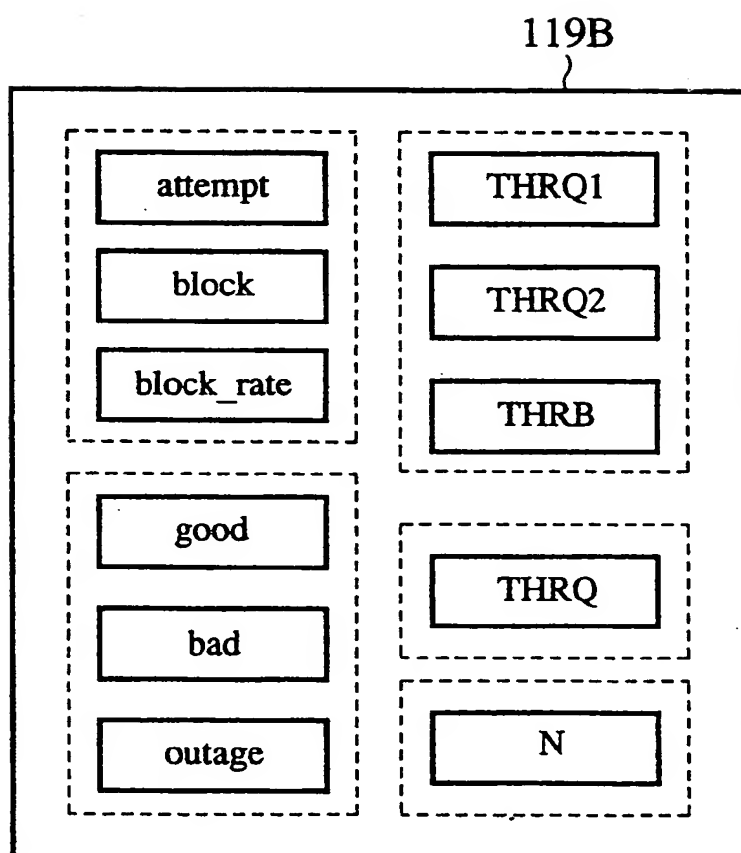 119B
attempt
block
block_rate
good
bad
outage
THRQ1
THRQ2
THRB
THRQ
N